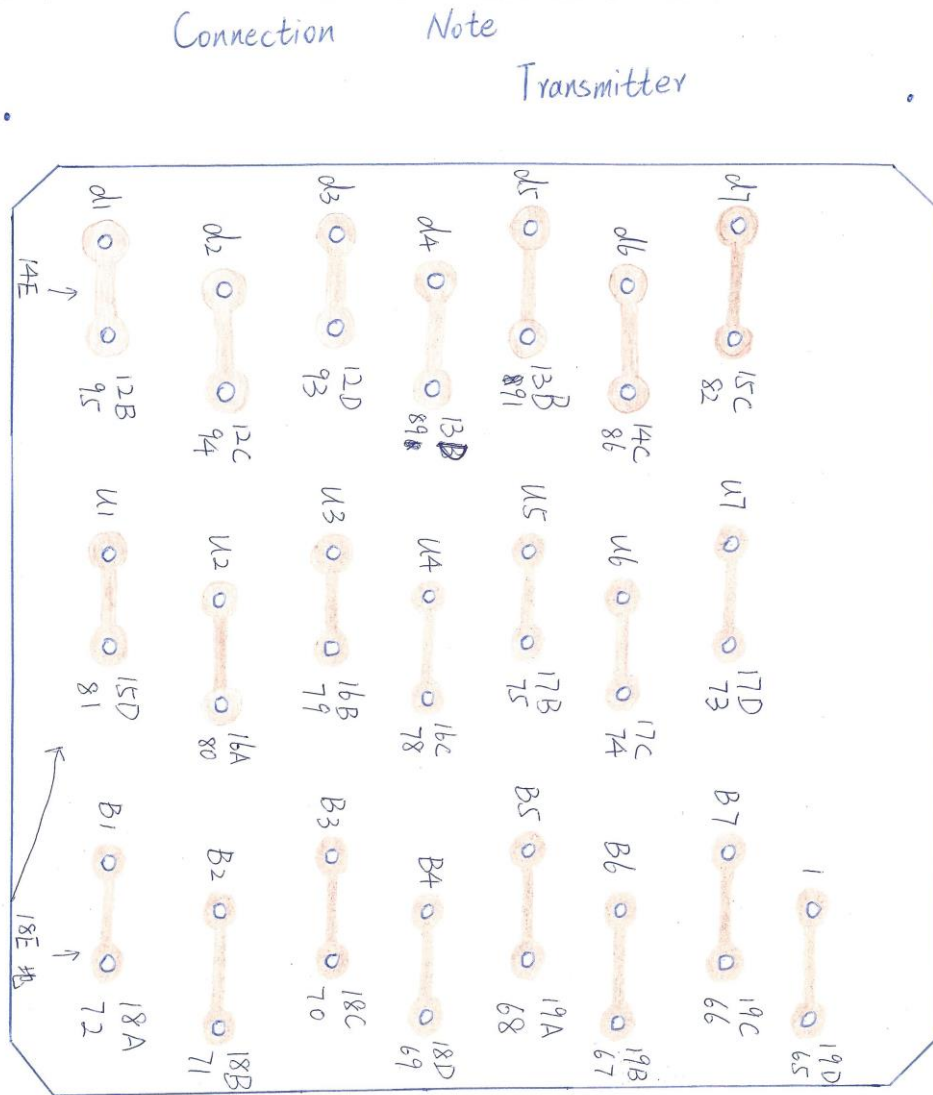 Connection Note
Transmitter
d1
d2
d3
d4
d5
d6
d7
14E
12B
95
12C
94
12D
93
89
13B
91
14C
86
15C
82
U1
U2
U3
U4
U5
U6
U7
15D
81
16A
80
16B
79
16C
78
17B
75
17C
74
17D
73
B1
B2
B3
B4
B5
B6
B7
1
18E 地
18A
72
18B
71
18C
70
18D
69
19A
68
19B
67
19C
66
19D
65